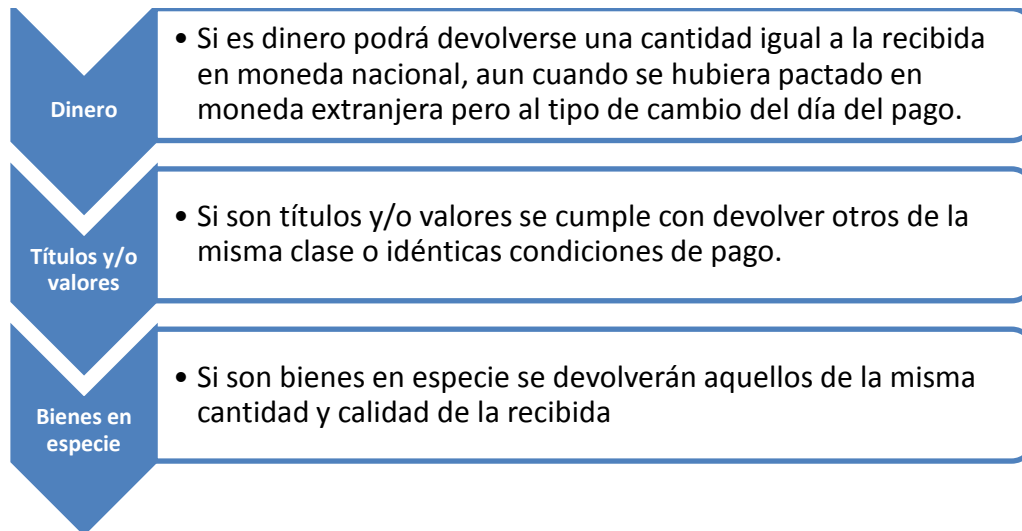 Dinero
• Si es dinero podrá devolverse una cantidad igual a la recibida
en moneda nacional, aun cuando se hubiera pactado en
moneda extranjera pero al tipo de cambio del día del pago.
Títulos y/o
valores
• Si son títulos y/o valores se cumple con devolver otros de la
misma clase o idénticas condiciones de pago.
Bienes en
especie
• Si son bienes en especie se devolverán aquellos de la misma
cantidad y calidad de la recibida